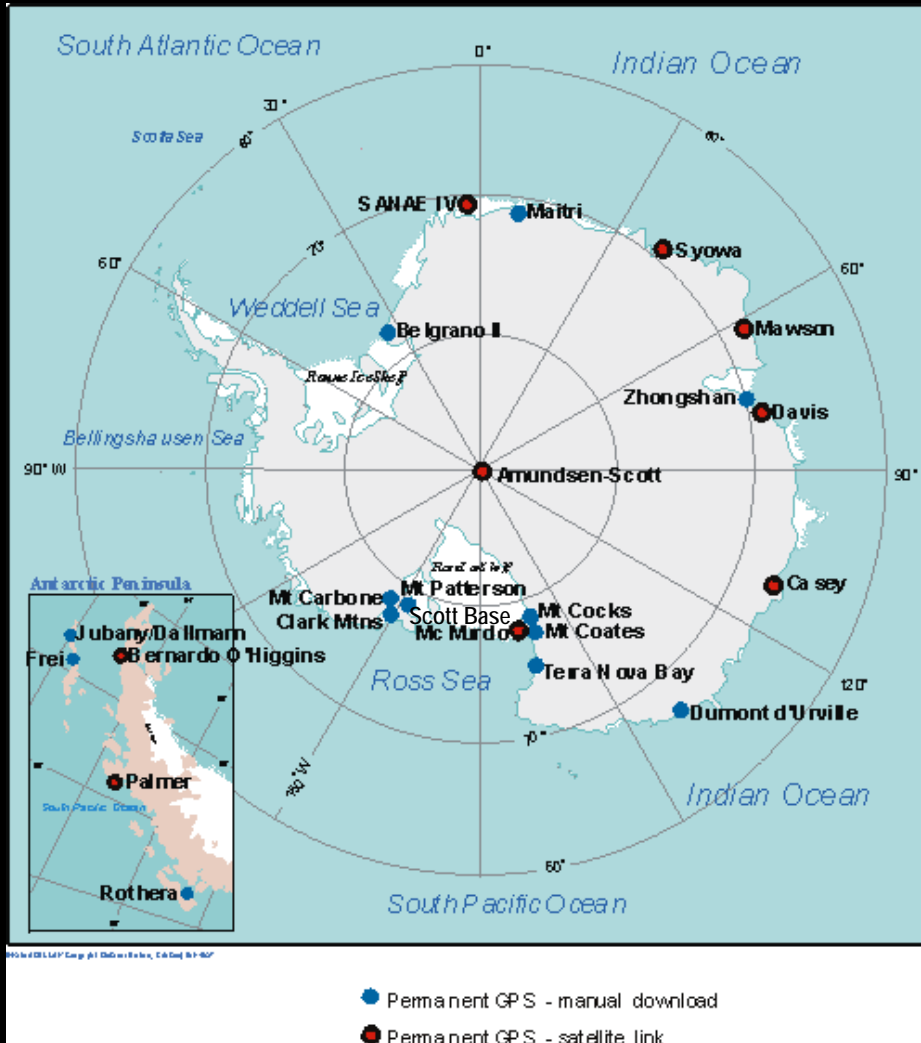 South Atlantic Ocean
0°
Indian Ocean
30°
Scotia Sea
SANAE IV
Maitri
Syowa
60°
60°
Weddell Sea
Belgrano II
Mawson
Ronne Ice Shelf
Zhongshan
Davis
Bellingshausen Sea
90° W
Amundsen-Scott
90°
Casey
Antarctic Peninsula
Mt Carbone
Mt Patterson
Clark Mtns
Scott Base
Mt Cocks
Mc Murdo
Mt Coates
Jubany/Dallmann
Frei
Bernardo O'Higgins
Ross Sea
Terra Nova Bay
120°
Dumont d'Urville
70°
150° W
Palmer
South Pacific Ocean
Indian Ocean
60°
Rothera
South Pacific Ocean
Permanent GPS - manual download
Permanent GPS - satellite link